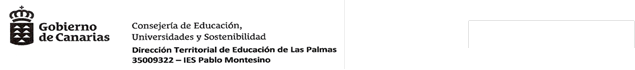 Gobierno
de Canarias
Consejería de Educación,
Universidades y Sostenibilidad
Dirección Territorial de Educación de Las Palmas
35009322 – IES Pablo Montesino